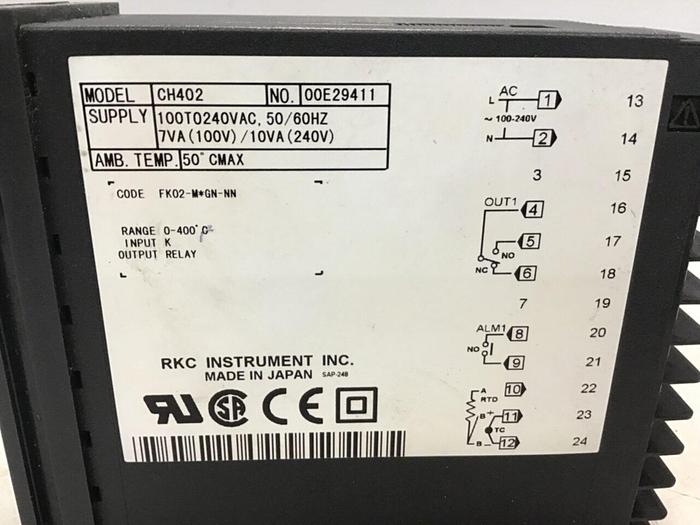 MODEL CH402 NO. 00E29411
SUPPLY 100TO240VAC, 50/60HZ
7VA(100V)/10VA(240V)
AMB. TEMP. 50°CMAX
CODE FK02-M*GN-NN
RANGE 0-400°C
INPUT K
OUTPUT RELAY
RKC INSTRUMENT INC.
MADE IN JAPAN SAP-248
RU SA CE
AC
L 1 13
~100-240V
N 2 14
3 15
OUT1 4 16
5 17
NO
NC 6 18
7 19
ALM1 8 20
NO
9 21
A 10 22
RTD
B+ 11 23
TC
B- 12 24